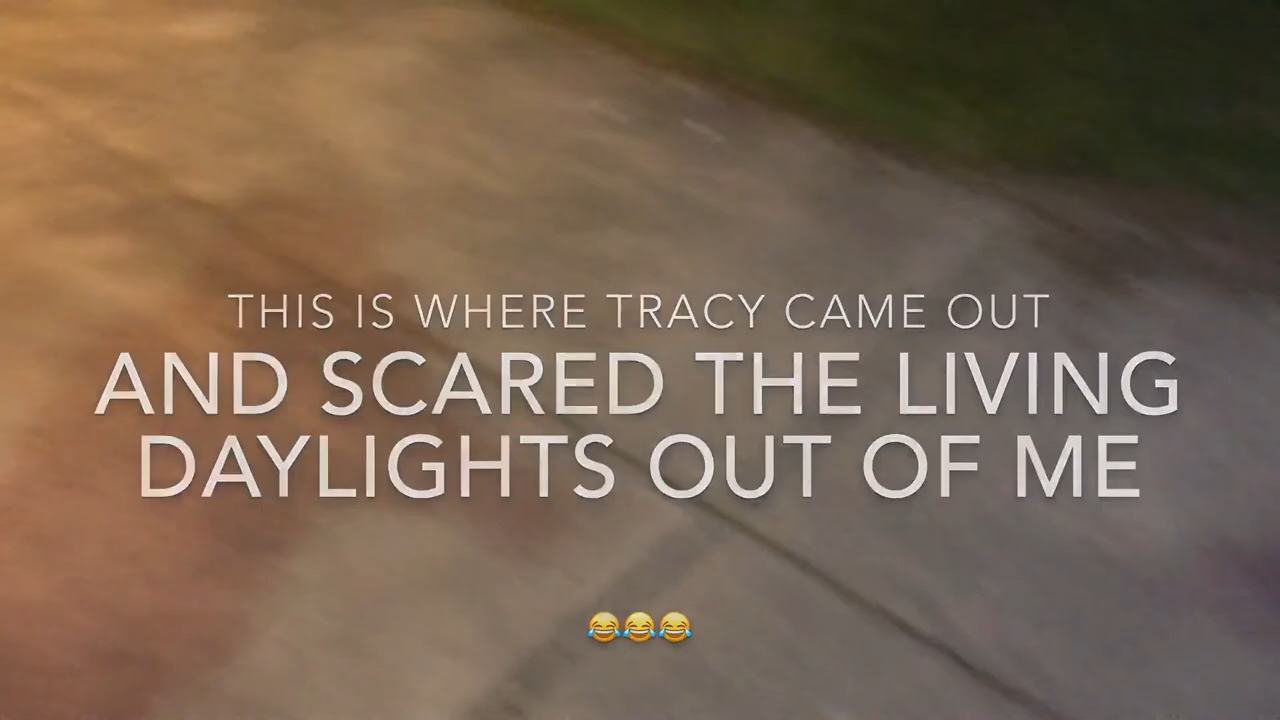 THIS IS WHERE TRACY CAME OUT
AND SCARED THE LIVING
DAYLIGHTS OUT OF ME
😂😂😂